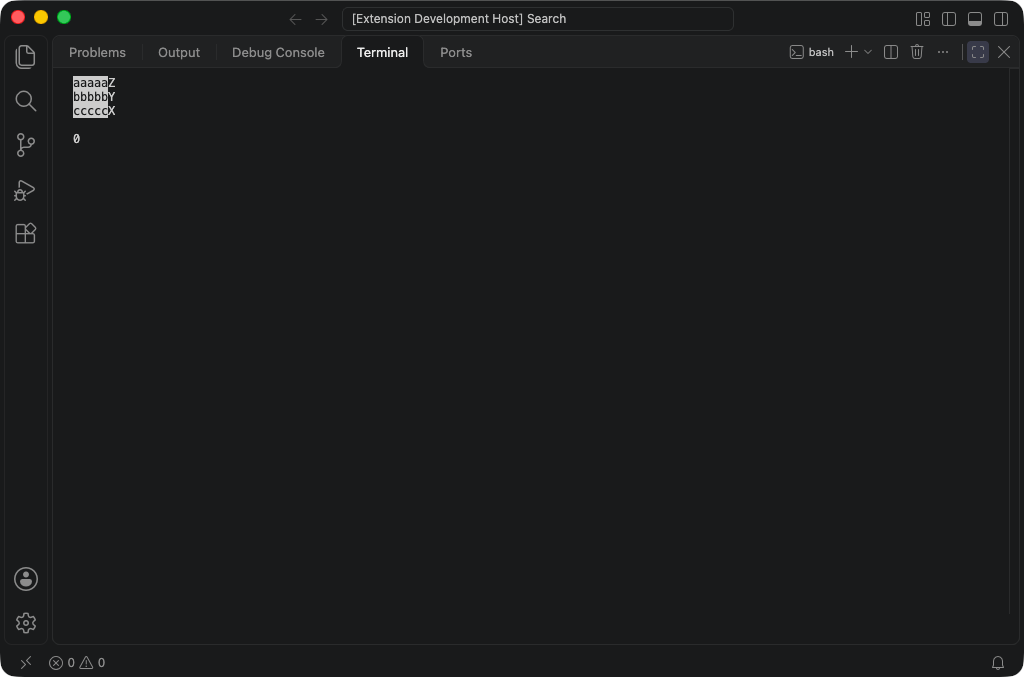 [Extension Development Host] Search
Problems Output Debug Console Terminal Ports bash
aaaaaZ
bbbbbY
cccccX
0
0 0